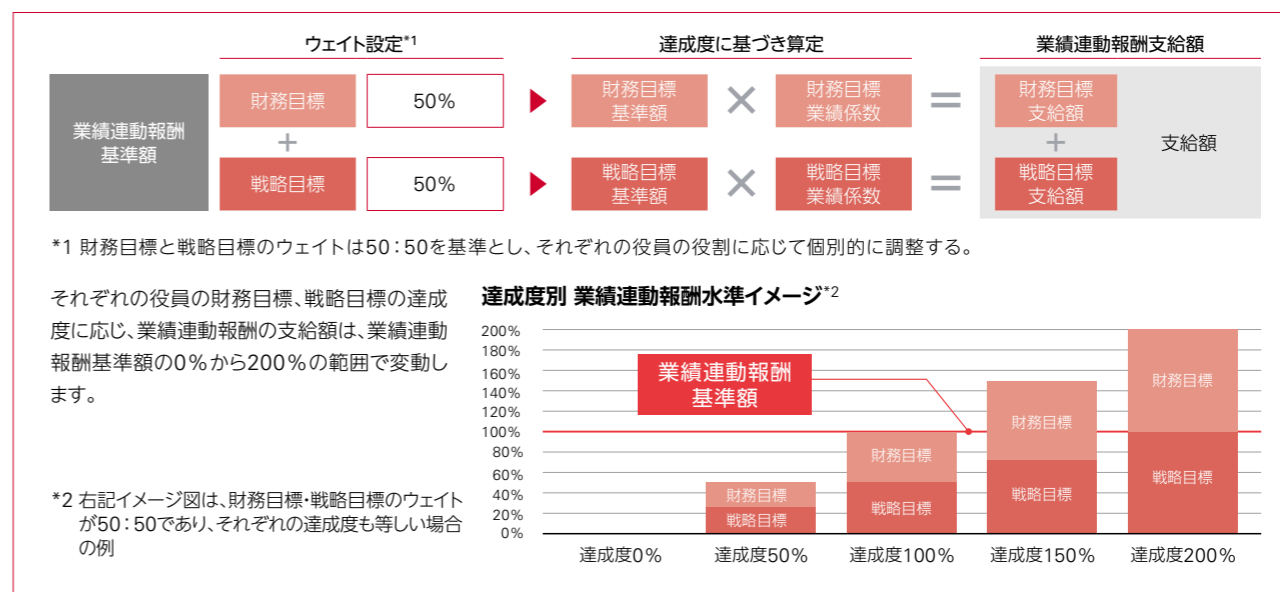 ウェイト設定*1
達成度に基づき算定
業績連動報酬支給額
業績連動報酬
基準額
財務目標
50%
財務目標
基準額
×
財務目標
業績係数
=
財務目標
支給額
+
+
支給額
戦略目標
50%
戦略目標
基準額
×
戦略目標
業績係数
=
戦略目標
支給額
*1 財務目標と戦略目標のウェイトは50:50を基準とし、それぞれの役員の役割に応じて個別的に調整する。
それぞれの役員の財務目標、戦略目標の達成
度に応じ、業績連動報酬の支給額は、業績連動
報酬基準額の0%から200%の範囲で変動し
ます。
*2 右記イメージ図は、財務目標・戦略目標のウェイト
が50:50であり、それぞれの達成度も等しい場合
の例
達成度別 業績連動報酬水準イメージ*2
200%
180%
160%
140%
120%
100%
80%
60%
40%
20%
0%
業績連動報酬
基準額
財務目標
戦略目標
財務目標
戦略目標
財務目標
戦略目標
財務目標
戦略目標
達成度0%
達成度50%
達成度100%
達成度150%
達成度200%